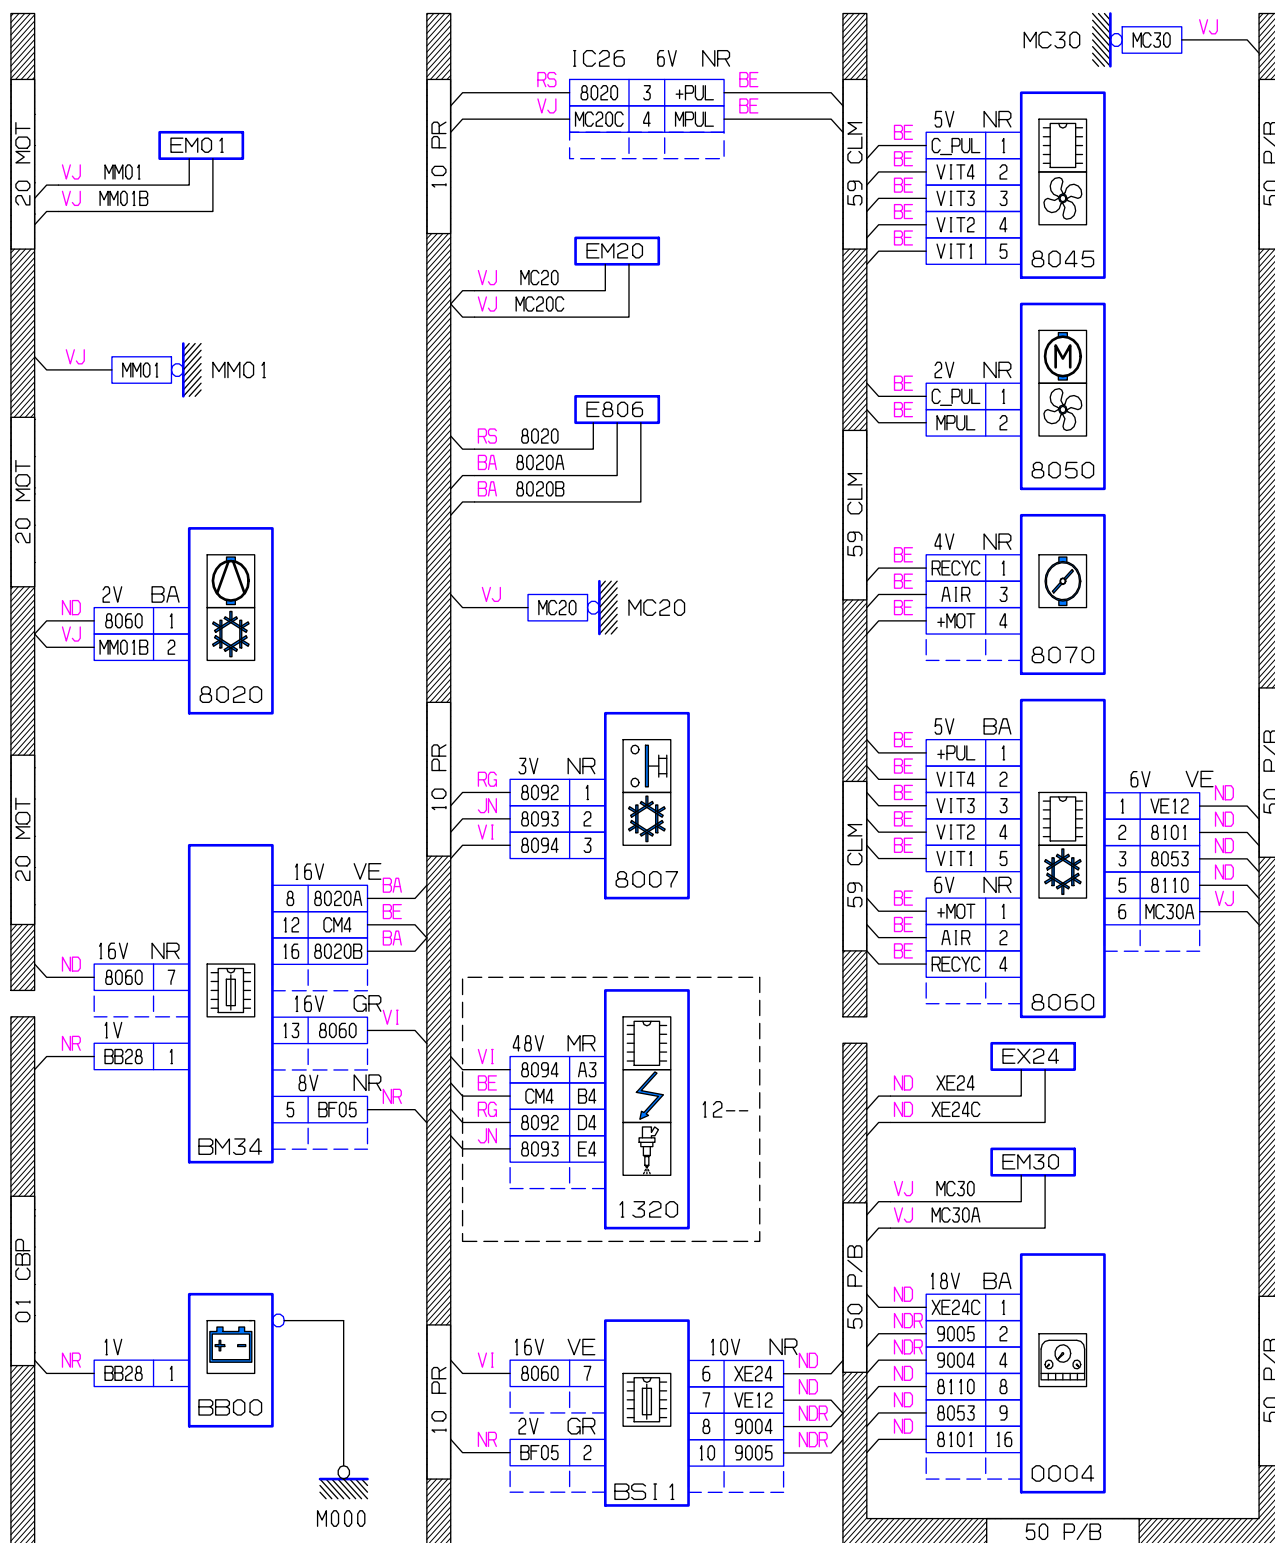 20 MOT
EM01
VJ MM01
VJ MM01B
VJ MM01 MM01
20 MOT
2V BA
ND 8060 1
VJ MM01B 2
8020
20 MOT
16V VE
8 8020A BA
12 CM4 BE
16 8020B BA
16V NR
ND 8060 7
16V GR
13 8060 VI
1V
NR BB28 1
8V NR
5 BF05 NR
BM34
01 CBP
1V
NR BB28 1
BB00
M000
10 PR
IC26 6V NR
RS 8020 3 +PUL BE
VJ MC20C 4 MPUL BE
EM20
VJ MC20
VJ MC20C
E806
RS 8020
BA 8020A
BA 8020B
VJ MC20 MC20
10 PR
3V NR
RG 8092 1
JN 8093 2
VI 8094 3
8007
48V MR
VI 8094 A3
BE CM4 B4
RG 8092 D4
JN 8093 E4
1320
12--
10 PR
16V VE
VI 8060 7
2V GR
NR BF05 2
10V NR
6 XE24 ND
7 VE12 ND
8 9004 NDR
10 9005 NDR
BSI1
MC30 MC30 VJ
59 CLM
5V NR
BE C_PUL 1
BE VIT4 2
BE VIT3 3
BE VIT2 4
BE VIT1 5
8045
50 P/B
2V NR
BE C_PUL 1
BE MPUL 2
8050
59 CLM
4V NR
BE RECYC 1
BE AIR 3
BE +MOT 4
8070
59 CLM
5V BA
BE +PUL 1
BE VIT4 2
BE VIT3 3
BE VIT2 4
BE VIT1 5
6V NR
BE +MOT 1
BE AIR 2
BE RECYC 4
6V VE
1 VE12 ND
2 8101 ND
3 8053 ND
5 8110 ND
6 MC30A VJ
8060
50 P/B
EX24
ND XE24
ND XE24C
EM30
VJ MC30
VJ MC30A
50 P/B
18V BA
ND XE24C 1
NDR 9005 2
NDR 9004 4
ND 8110 8
ND 8053 9
ND 8101 16
0004
50 P/B
50 P/B